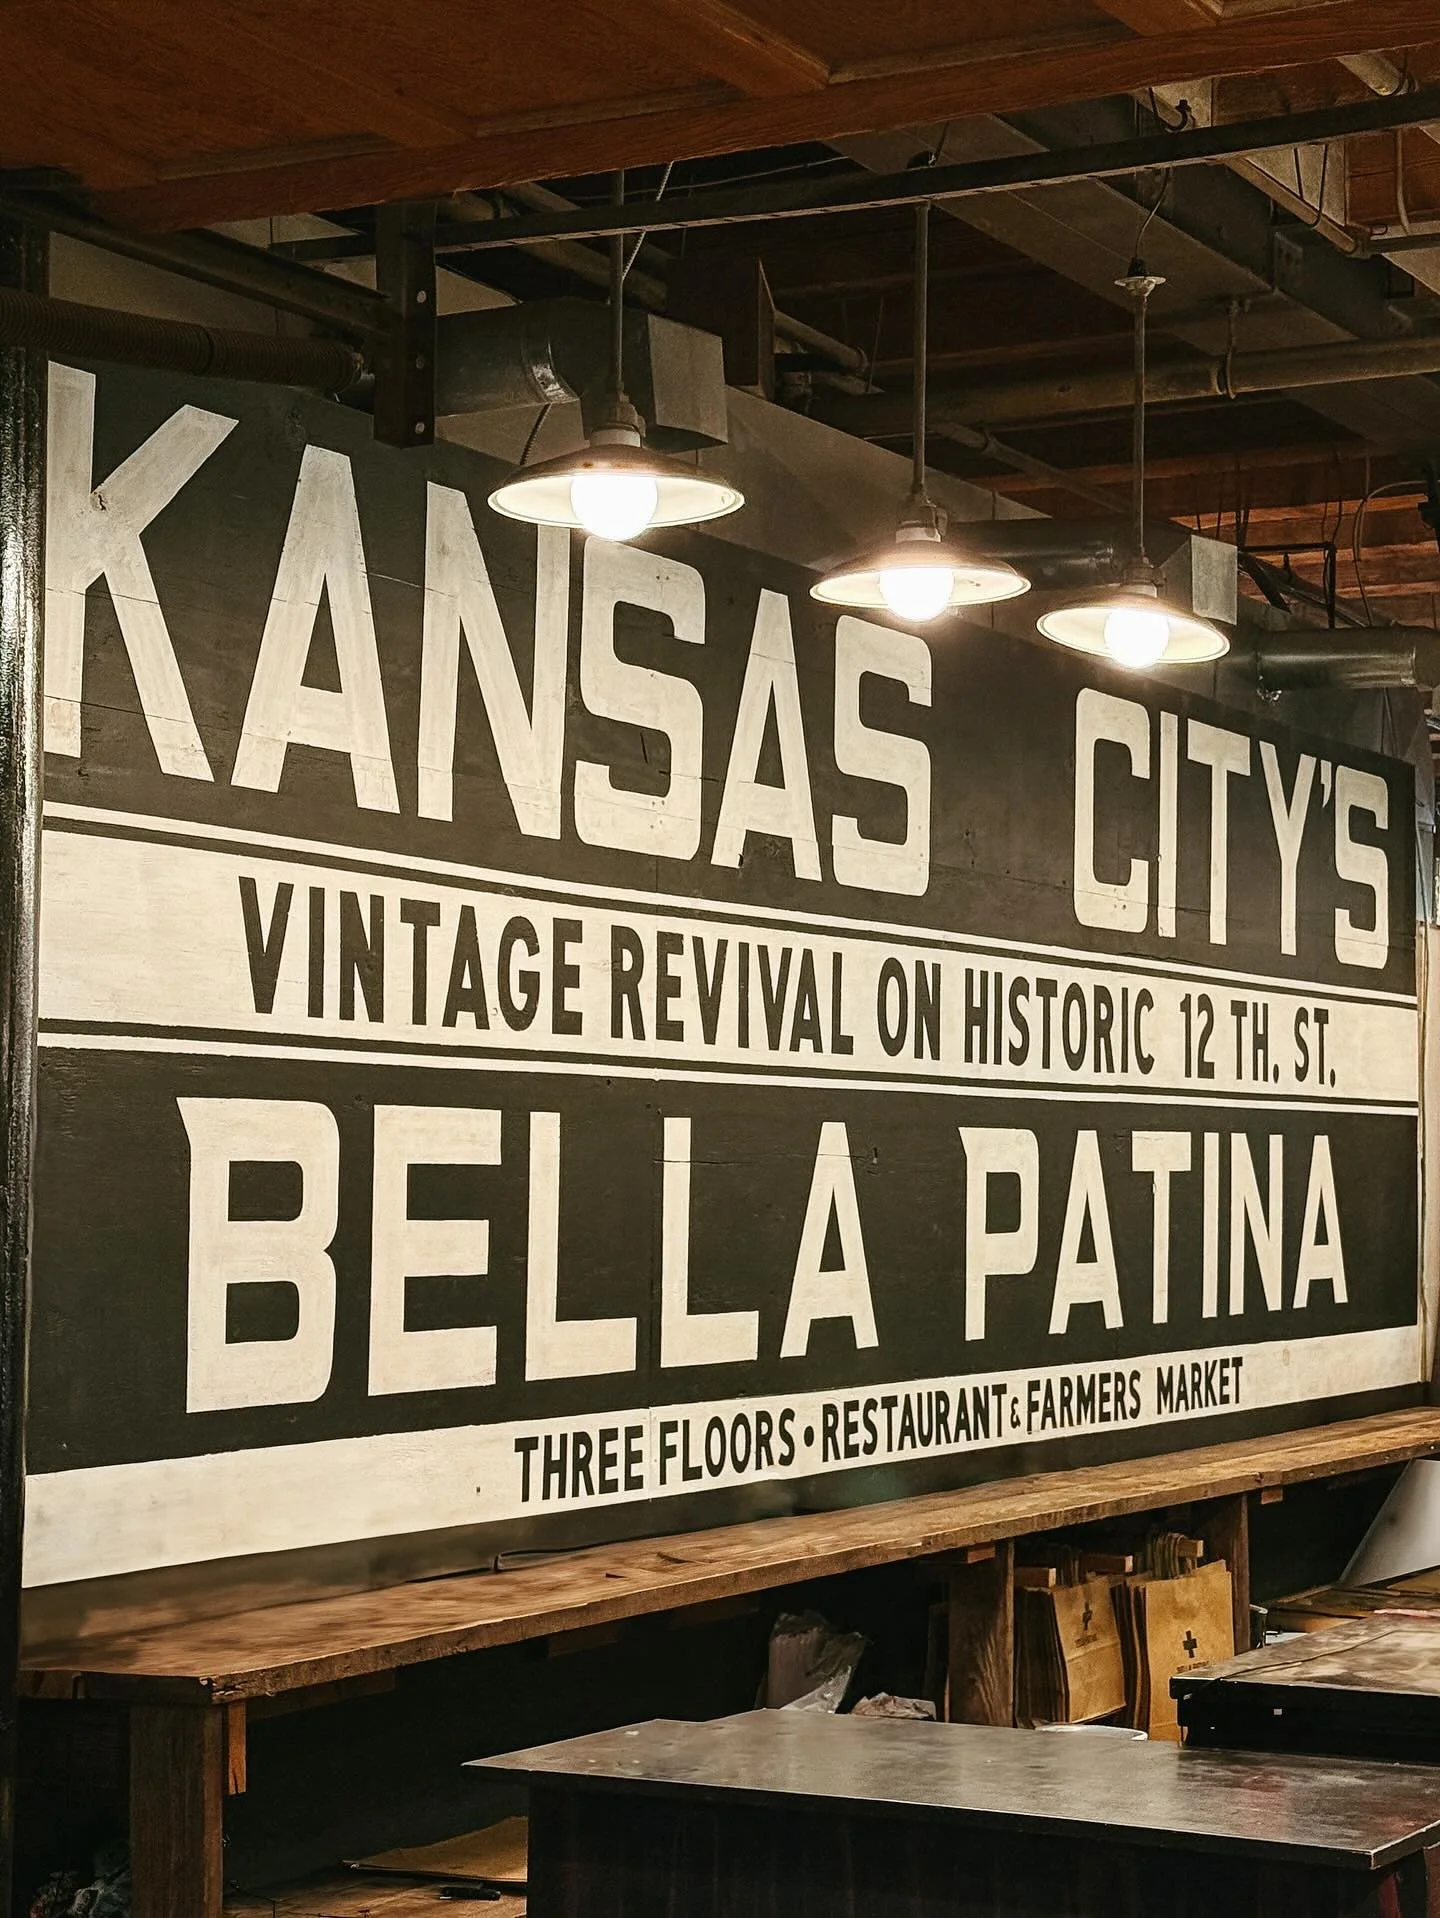 KANSAS CITY'S
VINTAGE REVIVAL ON HISTORIC 12 TH. ST.
BELLA PATINA
THREE FLOORS • RESTAURANT & FARMERS MARKET